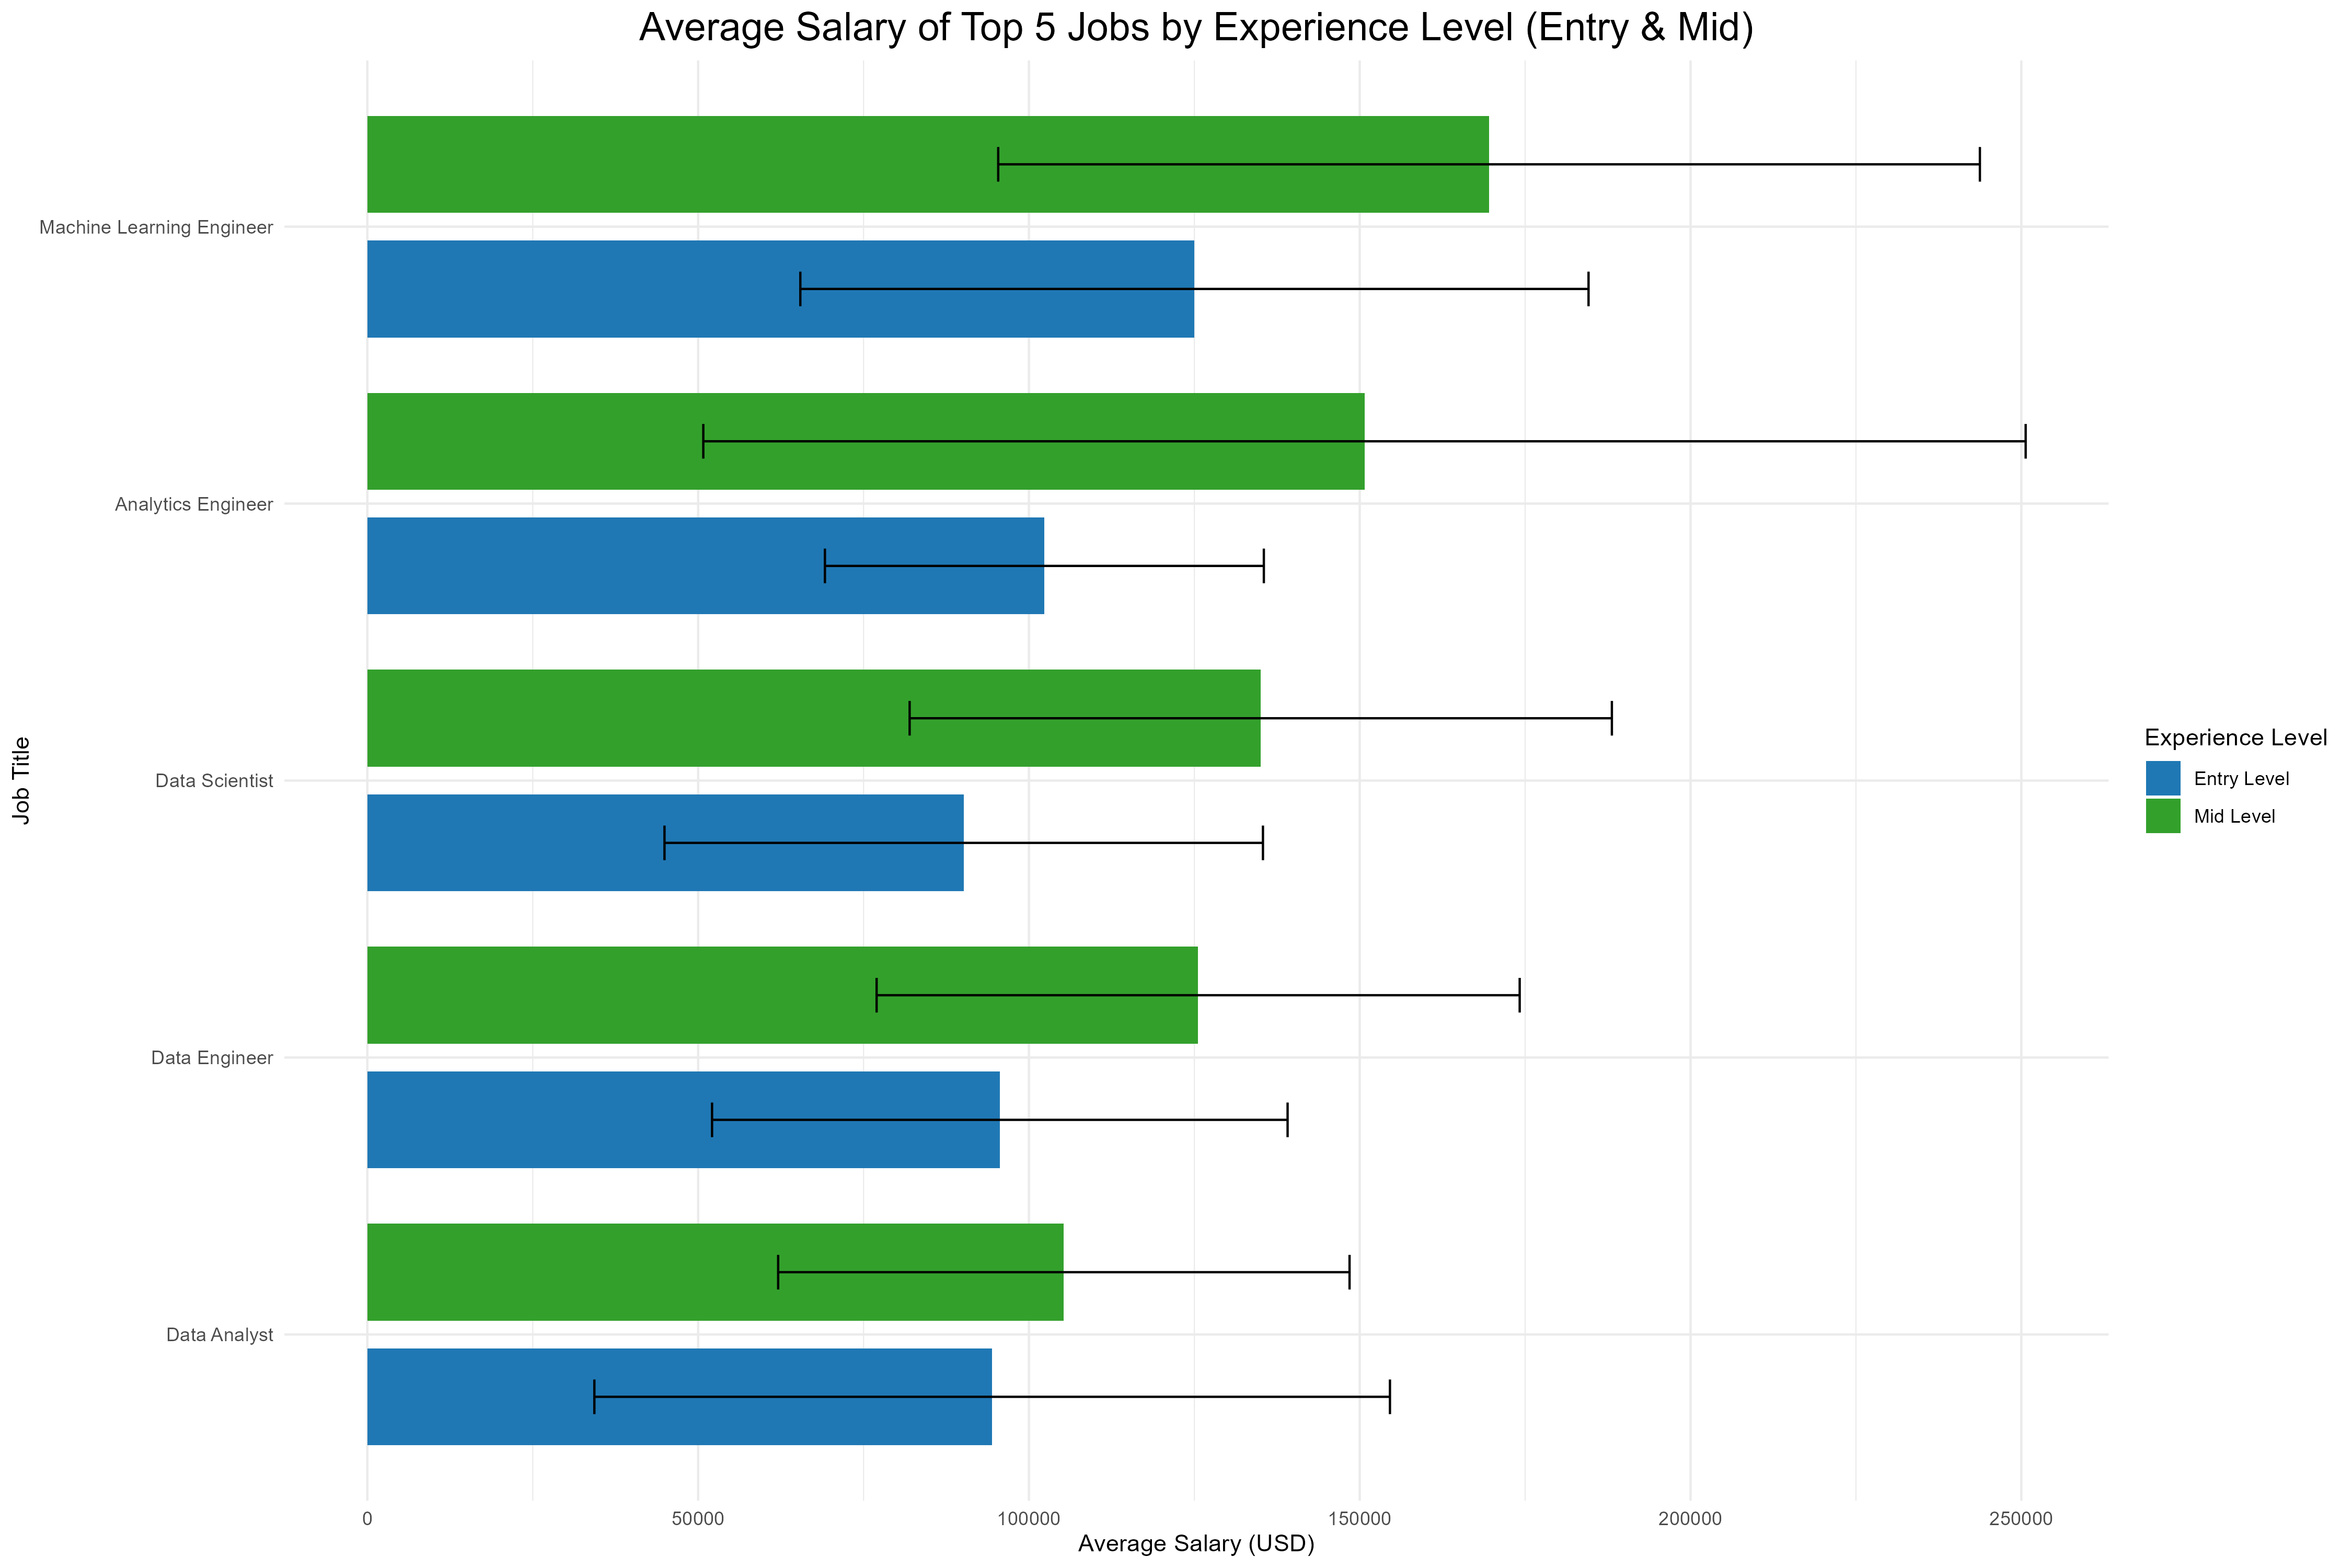 Average Salary of Top 5 Jobs by Experience Level (Entry & Mid)
Job Title
Machine Learning Engineer
Analytics Engineer
Data Scientist
Data Engineer
Data Analyst
0
50000
100000
150000
200000
250000
Average Salary (USD)
Experience Level
Entry Level
Mid Level